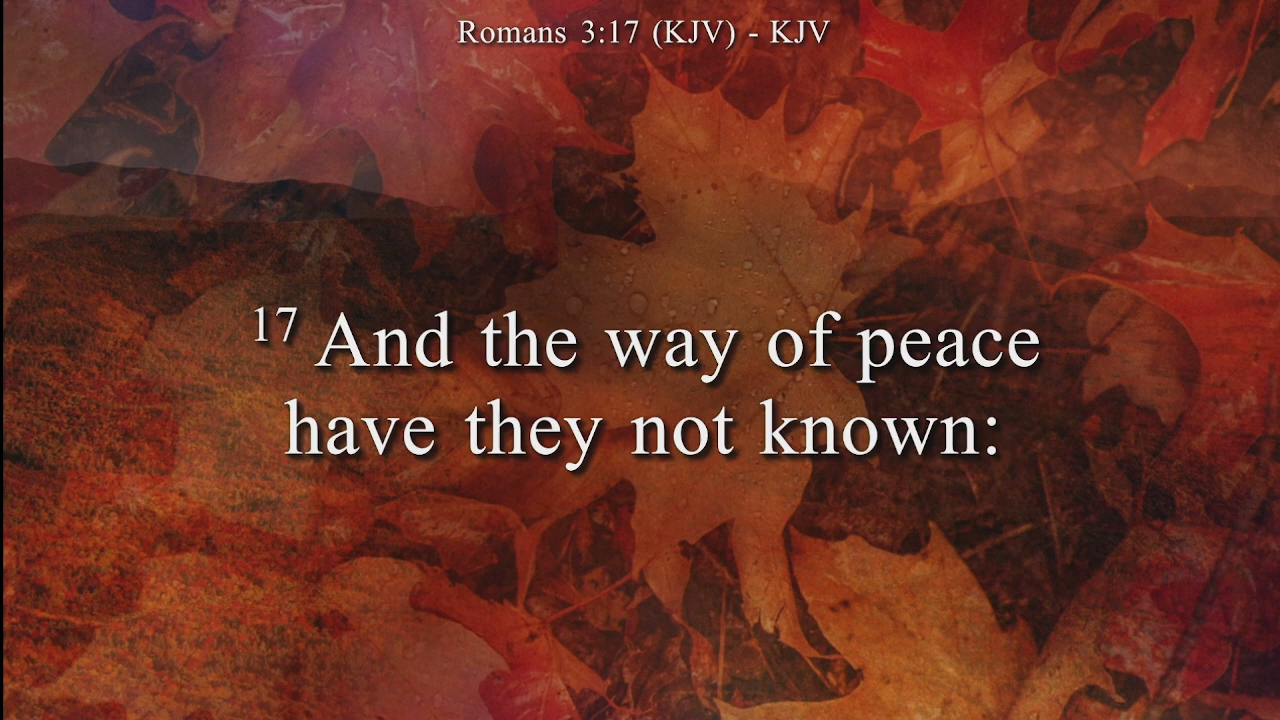 Romans 3:17 (KJV) - KJV
17 And the way of peace
have they not known: